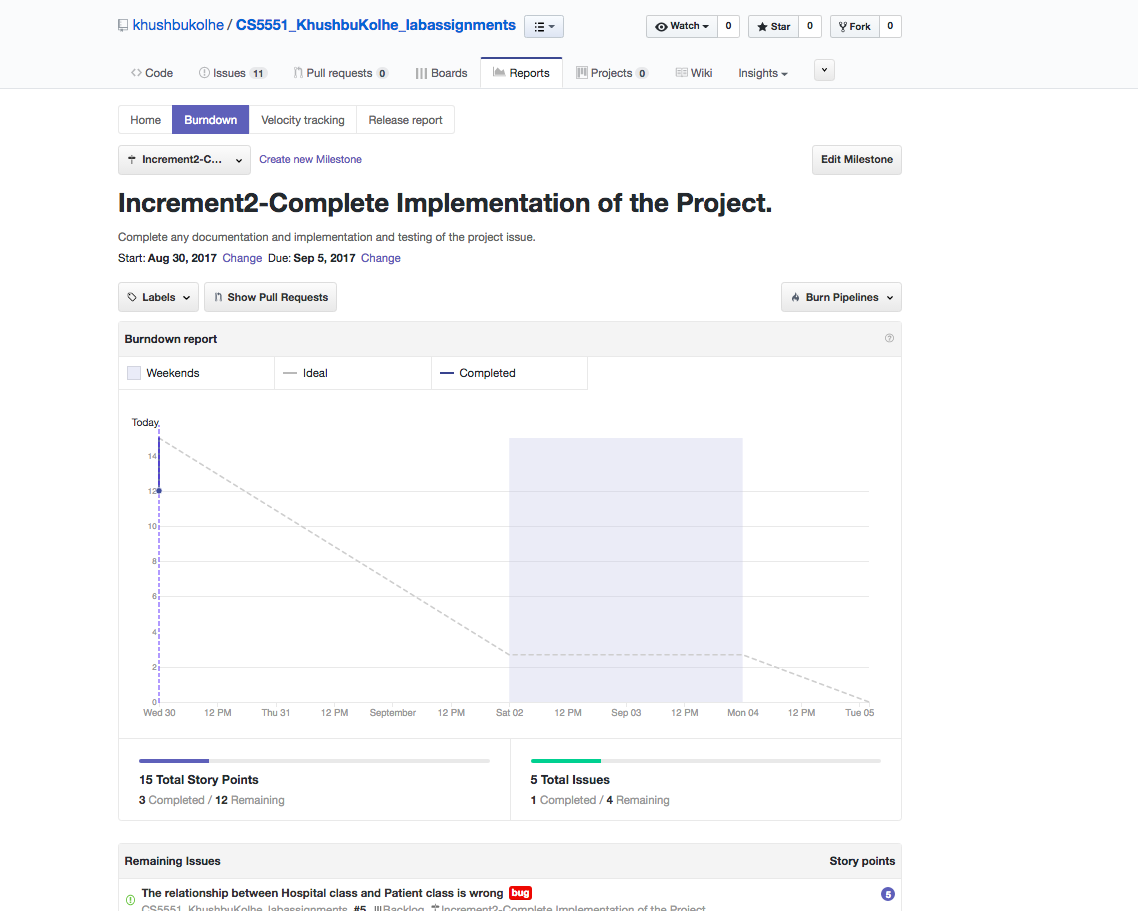 khushbukolhe / CS5551_KhushbuKolhe_labassignments
Watch 0 Star 0 Fork 0
Code Issues 11 Pull requests 0 Boards Reports Projects 0 Wiki Insights
Home Burndown Velocity tracking Release report
Increment2-C... Create new Milestone Edit Milestone
Increment2-Complete Implementation of the Project.
Complete any documentation and implementation and testing of the project issue.
Start: Aug 30, 2017 Change Due: Sep 5, 2017 Change
Labels Show Pull Requests Burn Pipelines
Burndown report
Weekends Ideal Completed
Today
14
12
10
8
6
4
2
0
Wed 30 12 PM Thu 31 12 PM September 12 PM Sat 02 12 PM Sep 03 12 PM Mon 04 12 PM Tue 05
15 Total Story Points 5 Total Issues
3 Completed / 12 Remaining 1 Completed / 4 Remaining
Remaining Issues Story points
The relationship between Hospital class and Patient class is wrong bug 5
CS5551_KhushbuKolhe_labassignments #5 Backlog Increment2-Complete Implementation of the Project.